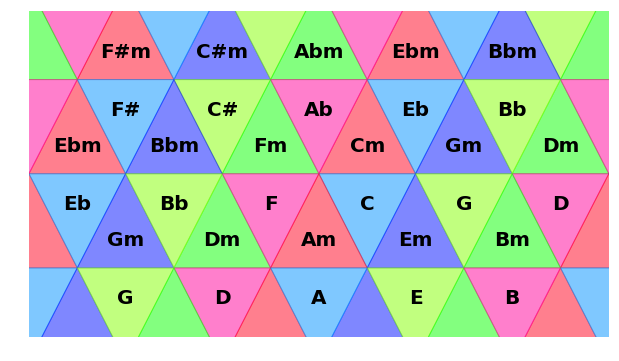 F#m C#m Abm Ebm Bbm
F# C# Ab Eb Bb
Ebm Bbm Fm Cm Gm Dm
Eb Bb F C G D
Gm Dm Am Em Bm
G D A E B